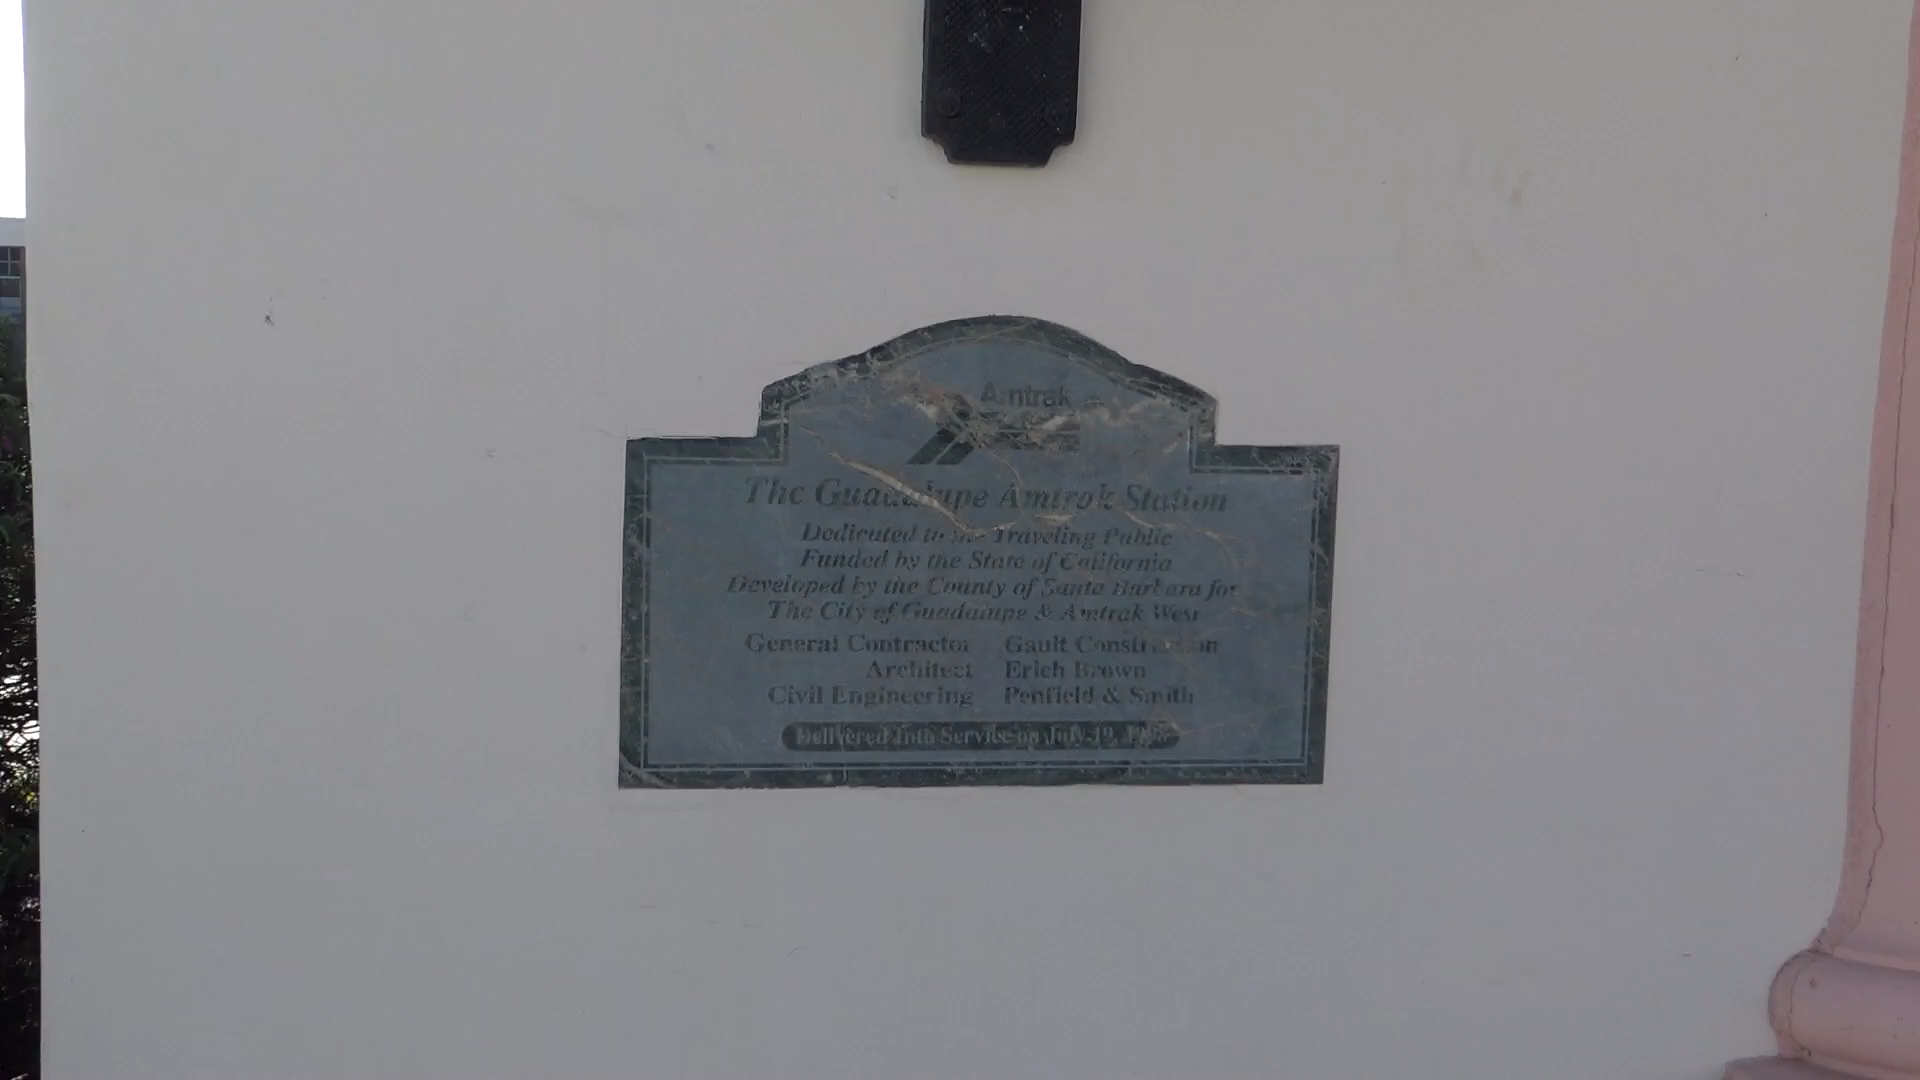 Amtrak
The Guadalupe Amtrak Station
Dedicated to the Traveling Public
Funded by the State of California
Developed by the County of Santa Barbara for
The City of Guadalupe & Amtrak West
General Contractor Gault Construction
Architect Erich Brown
Civil Engineering Penfield & Smith
Delivered Into Service on July 19,